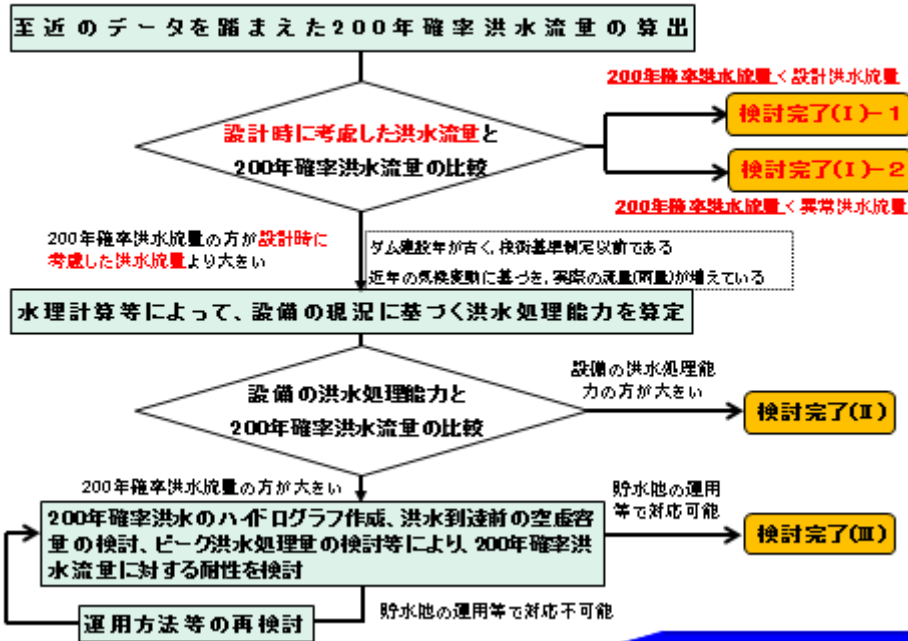 至近のデータを踏まえた200年確率洪水流量の算出
200年確率洪水流量<設計洪水流量
検討完了(Ⅰ)-1
設計時に考慮した洪水流量と
200年確率洪水流量の比較
検討完了(Ⅰ)-2
200年確率洪水流量<異常洪水流量
200年確率洪水流量の方が設計時に
考慮した洪水流量より大きい
ダム建設年が古く、技術基準制定以前である
近年の気候変動に基づき、実際の流量(雨量)が増えている
水理計算等によって、設備の現況に基づく洪水処理能力を算定
設備の洪水処理能
力の方が大きい
設備の洪水処理能力と
200年確率洪水流量の比較
検討完了(Ⅱ)
200年確率洪水流量の方が大きい
貯水池の運用
等で対応可能
200年確率洪水のハイドログラフ作成、洪水到達前の空虚容
量の検討、ピーク洪水処理量の検討等により、200年確率洪
水流量に対する耐性を検討
検討完了(Ⅲ)
貯水池の運用等で対応不可能
運用方法等の再検討